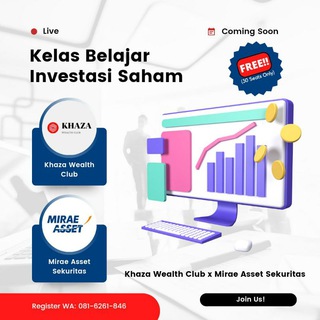 Live
Coming Soon
Kelas Belajar
Investasi Saham
FREE!!
(30 Seats Only)
KHAZA
Khaza Wealth
Club
MIRAE ASSET
Mirae Asset
Sekuritas
Khaza Wealth Club x Mirae Asset Sekuritas
Register WA: 081-6261-846
Join Us!